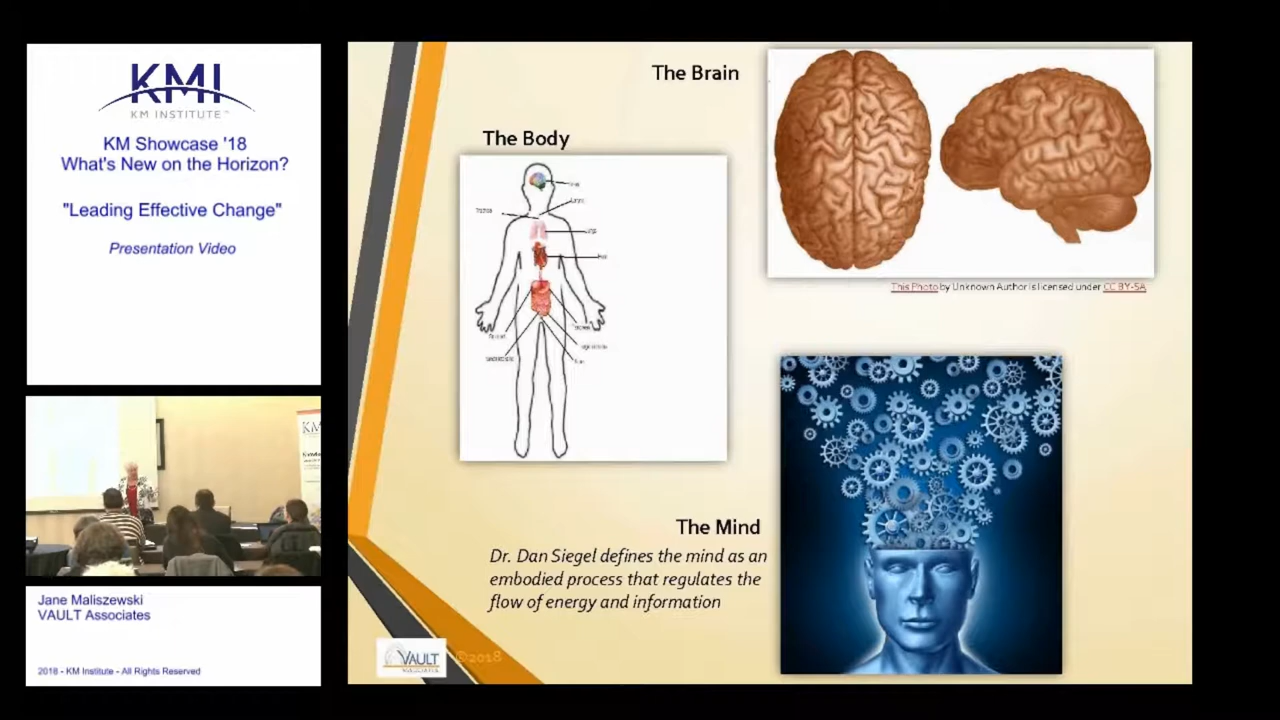 KMI
KM INSTITUTE
KM Showcase '18
What's New on the Horizon?
"Leading Effective Change"
Presentation Video
KM
Jane Maliszewski
VAULT Associates
2018 - KM Institute - All Rights Reserved
The Brain
The Body
This Photo by Unknown Author is licensed under CC BY-SA
The Mind
Dr. Dan Siegel defines the mind as an
embodied process that regulates the
flow of energy and information
VAULT
©2018